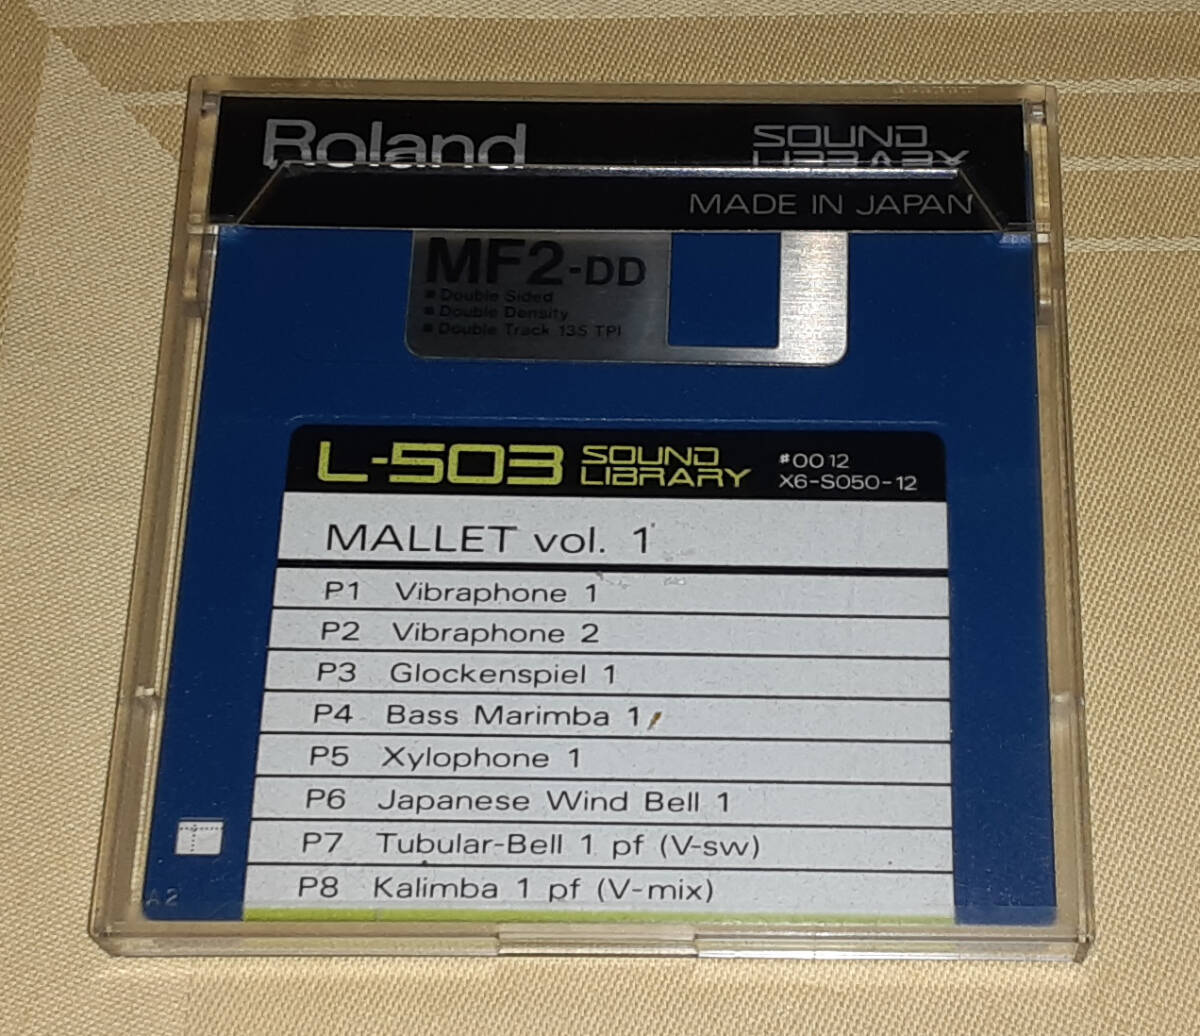 Roland
SOUND
LIBRARY
MADE IN JAPAN
MF2-DD
Double Sided
Double Density
Double Track 135 TPI
L-503 SOUND LIBRARY
#0012
X6-S050-12
MALLET vol. 1
P1 Vibraphone 1
P2 Vibraphone 2
P3 Glockenspiel 1
P4 Bass Marimba 1
P5 Xylophone 1
P6 Japanese Wind Bell 1
P7 Tubular-Bell 1 pf (V-sw)
P8 Kalimba 1 pf (V-mix)
A2